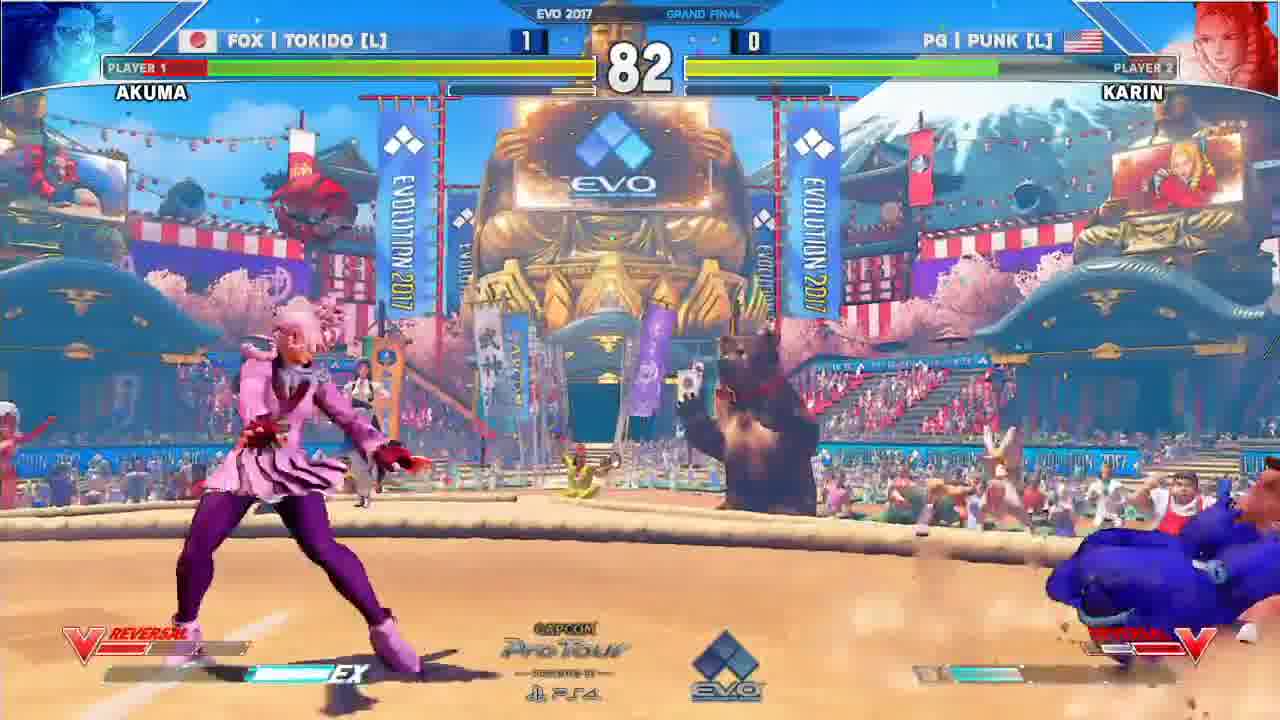 EVO 2017 GRAND FINAL
FOX | TOKIDO [L] 1 82 0 PG | PUNK [L]
PLAYER 1 PLAYER 2
AKUMA KARIN
EVO
EVOLUTION 2017
EVOLUTION 2017
REVERSAL
EX
CAPCOM
Pro Tour
PS4
EVO